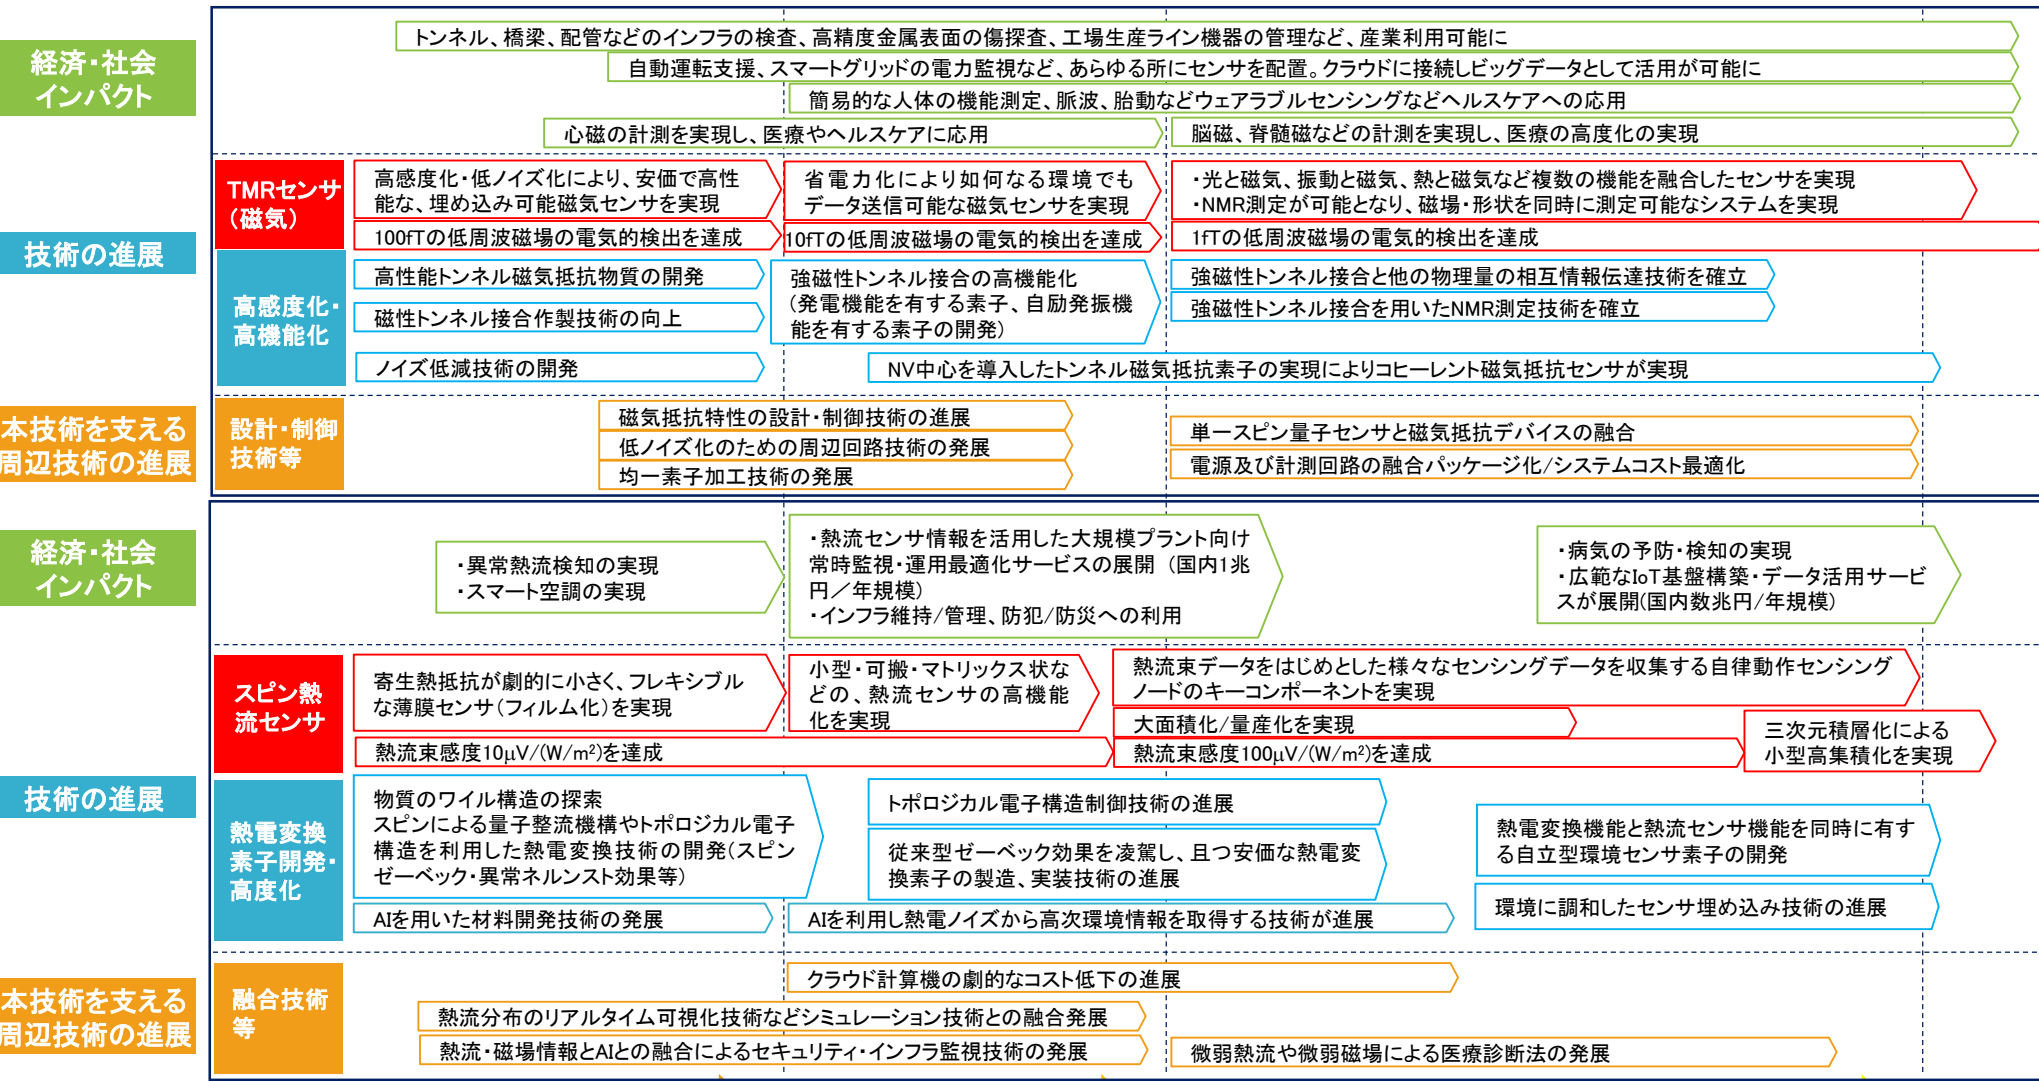 経済・社会
インパクト
トンネル、橋梁、配管などのインフラの検査、高精度金属表面の傷探査、工場生産ライン機器の管理など、産業利用可能に
自動運転支援、スマートグリッドの電力監視など、あらゆる所にセンサを配置。クラウドに接続しビッグデータとして活用が可能に
簡易的な人体の機能測定、脈波、胎動などウェアラブルセンシングなどヘルスケアへの応用
心磁の計測を実現し、医療やヘルスケアに応用
脳磁、脊髄磁などの計測を実現し、医療の高度化の実現
技術の進展
TMRセンサ
（磁気）
高感度化・低ノイズ化により、安価で高性
能な、埋め込み可能磁気センサを実現
省電力化により如何なる環境でも
データ送信可能な磁気センサを実現
・光と磁気、振動と磁気、熱と磁気など複数の機能を融合したセンサを実現
・NMR測定が可能となり、磁場・形状を同時に測定可能なシステムを実現
100fTの低周波磁場の電気的検出を達成
10fTの低周波磁場の電気的検出を達成
1fTの低周波磁場の電気的検出を達成
高感度化・
高機能化
高性能トンネル磁気抵抗物質の開発
磁性トンネル接合作製技術の向上
ノイズ低減技術の開発
強磁性トンネル接合の高機能化
（発電機能を有する素子、自励発振機
能を有する素子の開発）
強磁性トンネル接合と他の物理量の相互情報伝達技術を確立
強磁性トンネル接合を用いたNMR測定技術を確立
NV中心を導入したトンネル磁気抵抗素子の実現によりコヒーレント磁気抵抗センサが実現
本技術を支える
周辺技術の進展
設計・制御
技術等
磁気抵抗特性の設計・制御技術の進展
低ノイズ化のための周辺回路技術の発展
均一素子加工技術の発展
単一スピン量子センサと磁気抵抗デバイスの融合
電源及び計測回路の融合パッケージ化/システムコスト最適化
経済・社会
インパクト
・異常熱流検知の実現
・スマート空調の実現
・熱流センサ情報を活用した大規模プラント向け
常時監視・運用最適化サービスの展開 （国内1兆
円／年規模）
・インフラ維持/管理、防犯/防災への利用
・病気の予防・検知の実現
・広範なIoT基盤構築・データ活用サービ
スが展開(国内数兆円/年規模)
技術の進展
スピン熱
流センサ
寄生熱抵抗が劇的に小さく、フレキシブル
な薄膜センサ（フィルム化）を実現
小型・可搬・マトリックス状な
どの、熱流センサの高機能
化を実現
熱流束データをはじめとした様々なセンシングデータを収集する自律動作センシング
ノードのキーコンポーネントを実現
大面積化/量産化を実現
熱流束感度10μV/(W/m²)を達成
熱流束感度100μV/(W/m²)を達成
三次元積層化による
小型高集積化を実現
熱電変換
素子開発・
高度化
物質のワイル構造の探索
スピンによる量子整流機構やトポロジカル電子
構造を利用した熱電変換技術の開発（スピン
ゼーベック・異常ネルンスト効果等）
AIを用いた材料開発技術の発展
トポロジカル電子構造制御技術の進展
従来型ゼーベック効果を凌駕し、且つ安価な熱電変
換素子の製造、実装技術の進展
AIを利用し熱電ノイズから高次環境情報を取得する技術が進展
熱電変換機能と熱流センサ機能を同時に有す
る自立型環境センサ素子の開発
環境に調和したセンサ埋め込み技術の進展
本技術を支える
周辺技術の進展
融合技術
等
クラウド計算機の劇的なコスト低下の進展
熱流分布のリアルタイム可視化技術などシミュレーション技術との融合発展
熱流・磁場情報とAIとの融合によるセキュリティ・インフラ監視技術の発展
微弱熱流や微弱磁場による医療診断法の発展